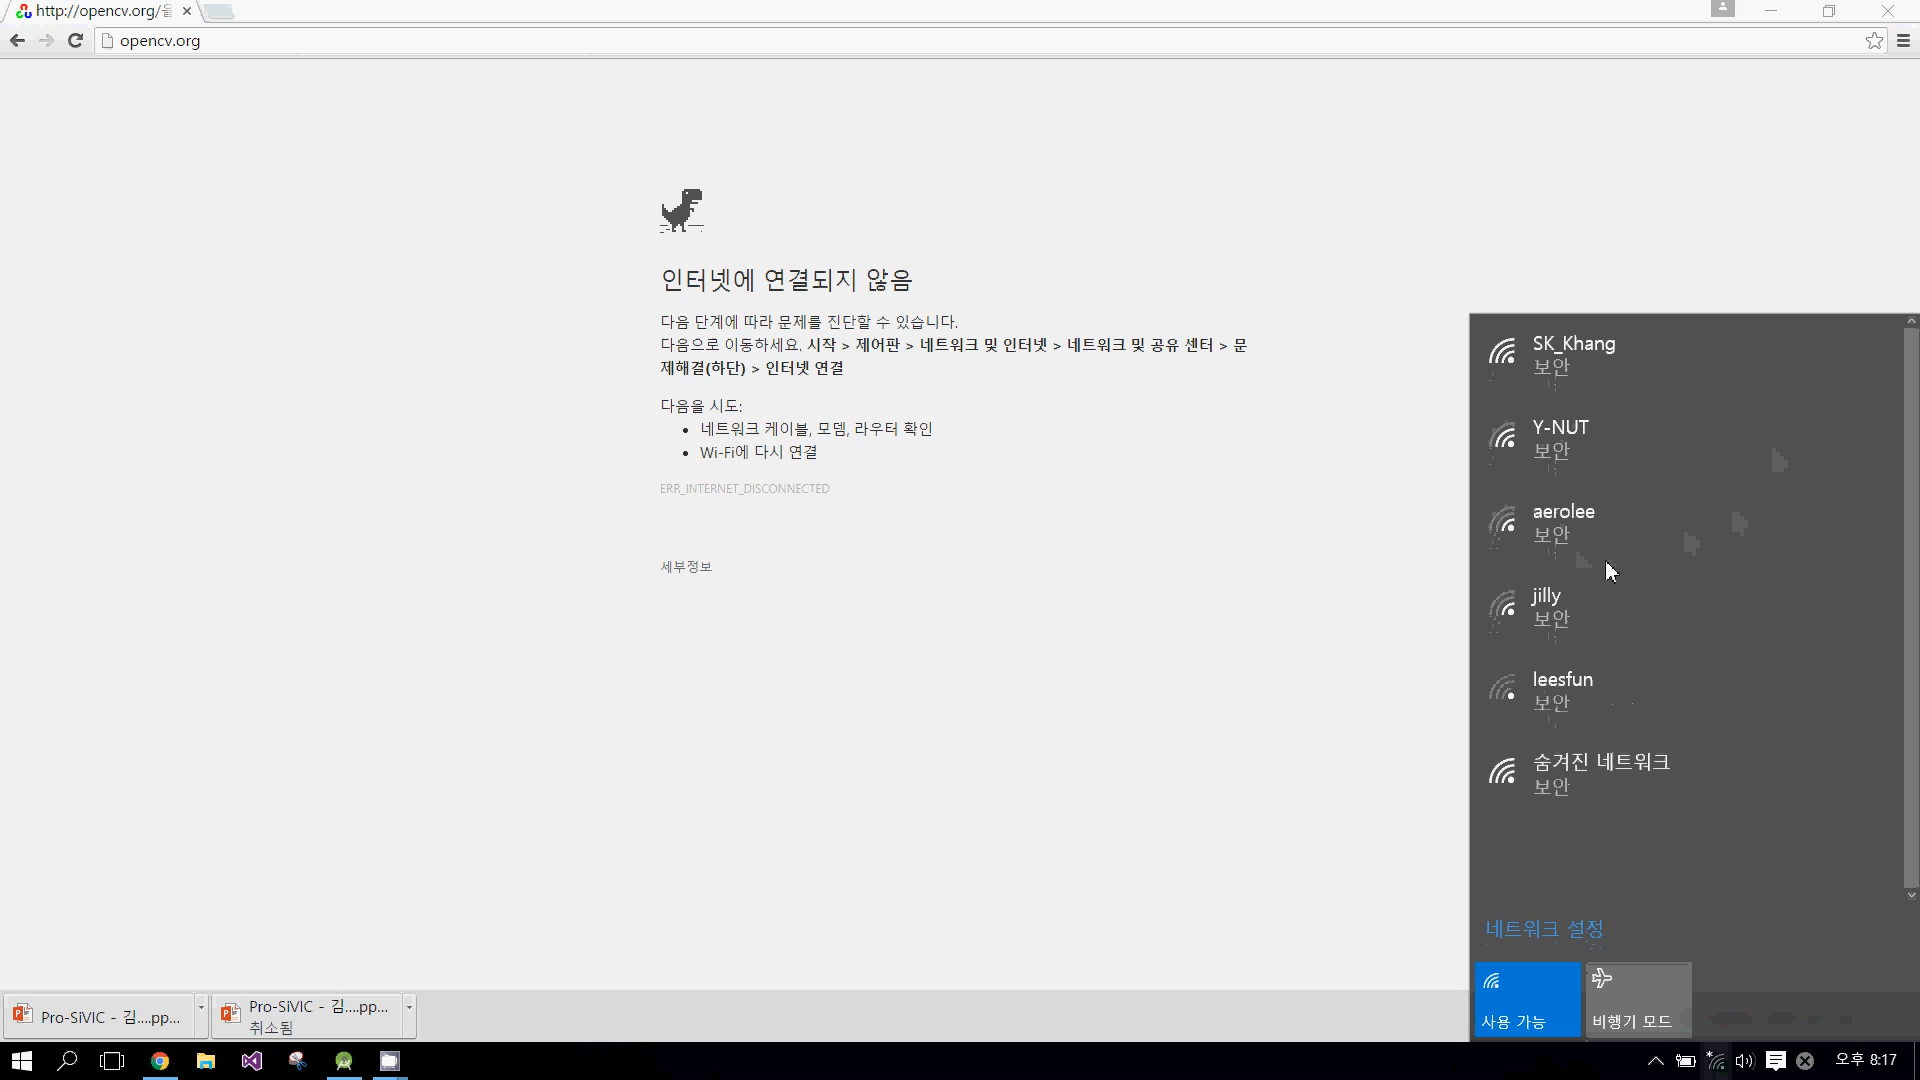 http://opencv.org/을
opencv.org
인터넷에 연결되지 않음
다음 단계에 따라 문제를 진단할 수 있습니다.
다음으로 이동하세요. 시작 > 제어판 > 네트워크 및 인터넷 > 네트워크 및 공유 센터 > 문
제해결(하단) > 인터넷 연결
다음을 시도:
네트워크 케이블, 모뎀, 라우터 확인
Wi-Fi에 다시 연결
ERR_INTERNET_DISCONNECTED
세부정보
SK_Khang
보안
Y-NUT
보안
aerolee
보안
jilly
보안
leesfun
보안
숨겨진 네트워크
보안
네트워크 설정
사용 가능
비행기 모드
Pro-SiVIC - 김....pp...
Pro-SiVIC - 김....pp...
취소됨
오후 8:17